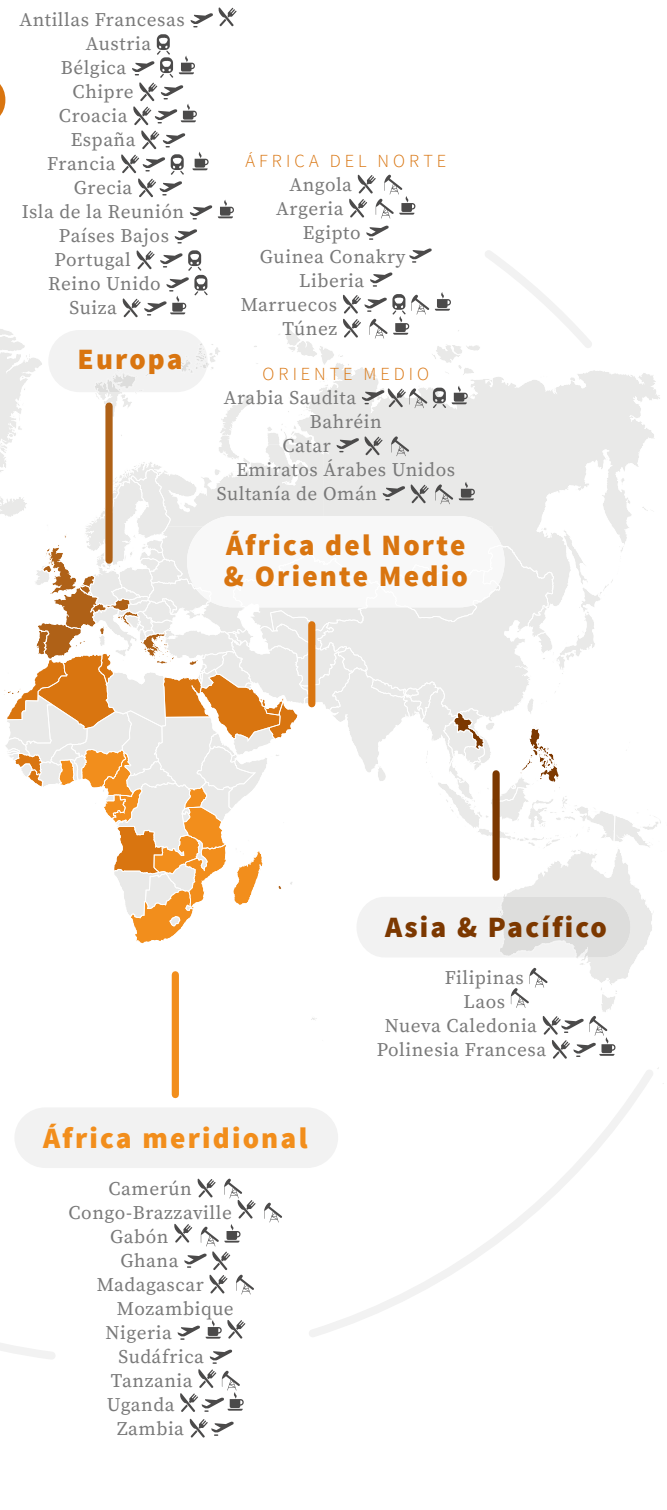 Antillas Francesas
Austria
Bélgica
Chipre
Croacia
España
Francia
Grecia
Isla de la Reunión
Países Bajos
Portugal
Reino Unido
Suiza
Europa
ÁFRICA DEL NORTE
Angola
Argeria
Egipto
Guinea Conakry
Liberia
Marruecos
Túnez
ORIENTE MEDIO
Arabia Saudita
Bahréin
Catar
Emiratos Árabes Unidos
Sultanía de Omán
África del Norte
& Oriente Medio
Asia & Pacífico
Filipinas
Laos
Nueva Caledonia
Polinesia Francesa
África meridional
Camerún
Congo-Brazzaville
Gabón
Ghana
Madagascar
Mozambique
Nigeria
Sudáfrica
Tanzania
Uganda
Zambia